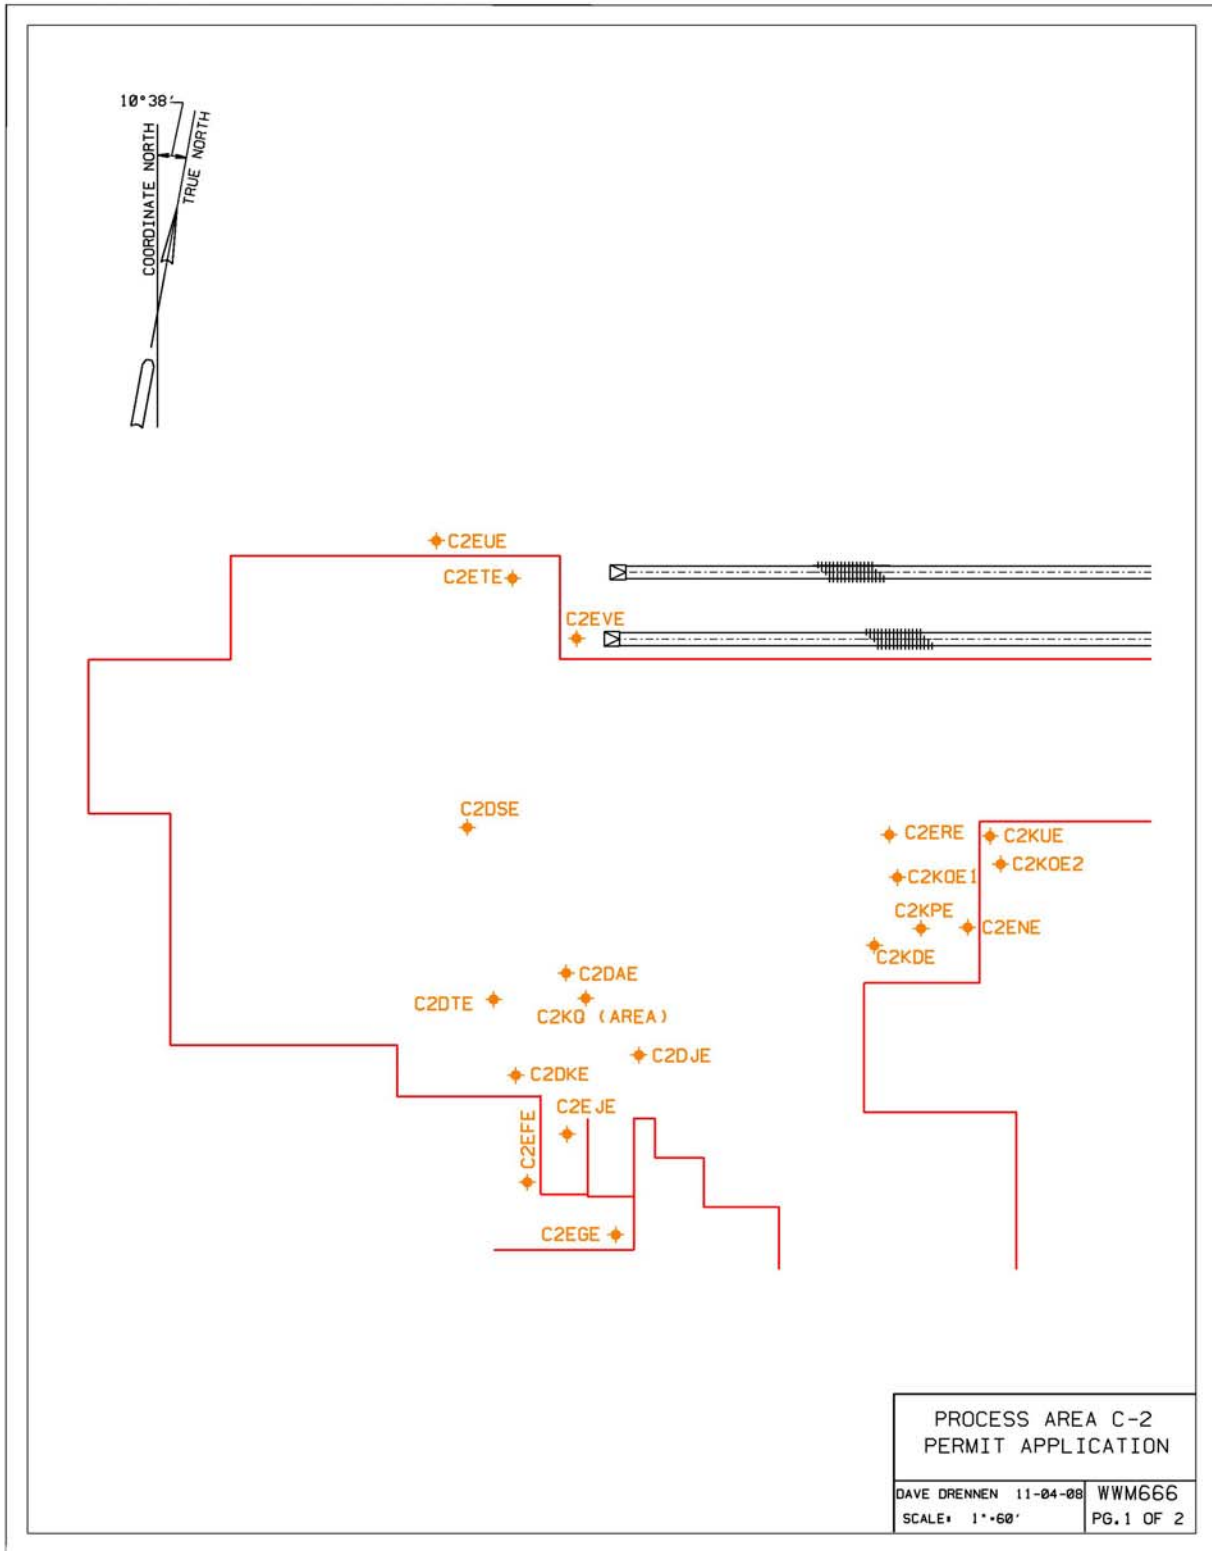 10°38'
COORDINATE NORTH
TRUE NORTH
C2EUE
C2ETE
C2EVE
C2DSE
C2ERE
C2KUE
C2KOE2
C2KOE1
C2KPE
C2ENE
C2KDE
C2DAE
C2DTE
C2KQ (AREA)
C2DJE
C2DKE
C2EJE
C2EFE
C2EGE
PROCESS AREA C-2
PERMIT APPLICATION
DAVE DRENNEN 11-04-08
WWM666
SCALE: 1"=60'
PG.1 OF 2